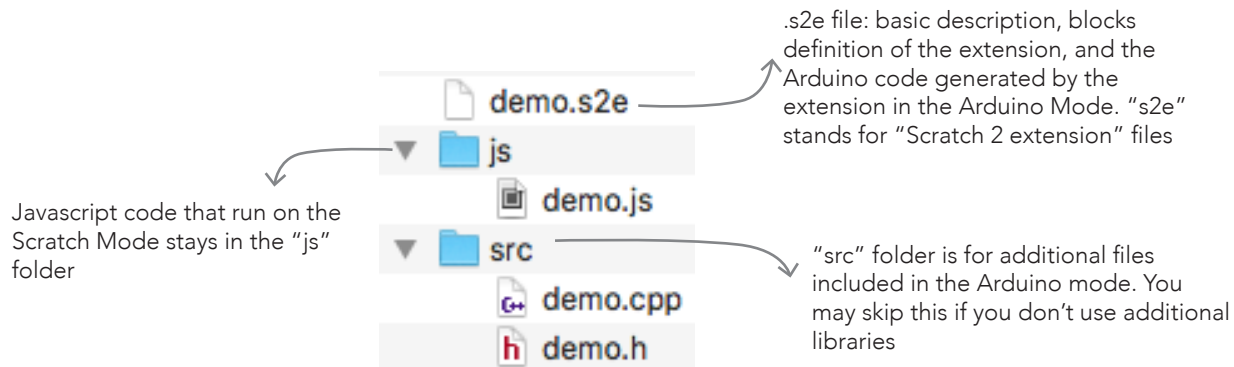 .s2e file: basic description, blocks
definition of the extension, and the
Arduino code generated by the
extension in the Arduino Mode. “s2e”
stands for “Scratch 2 extension” files
demo.s2e
js
demo.js
Javascript code that run on the
Scratch Mode stays in the “js”
folder
src
“src” folder is for additional files
included in the Arduino mode. You
may skip this if you don’t use additional
libraries
C++
demo.cpp
h
demo.h